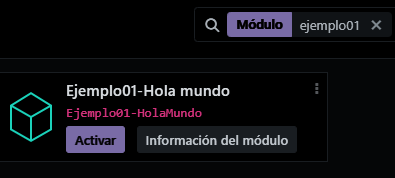 Módulo ejemplo01
Ejemplo01-Hola mundo
Ejemplo01-HolaMundo
Activar Información del módulo